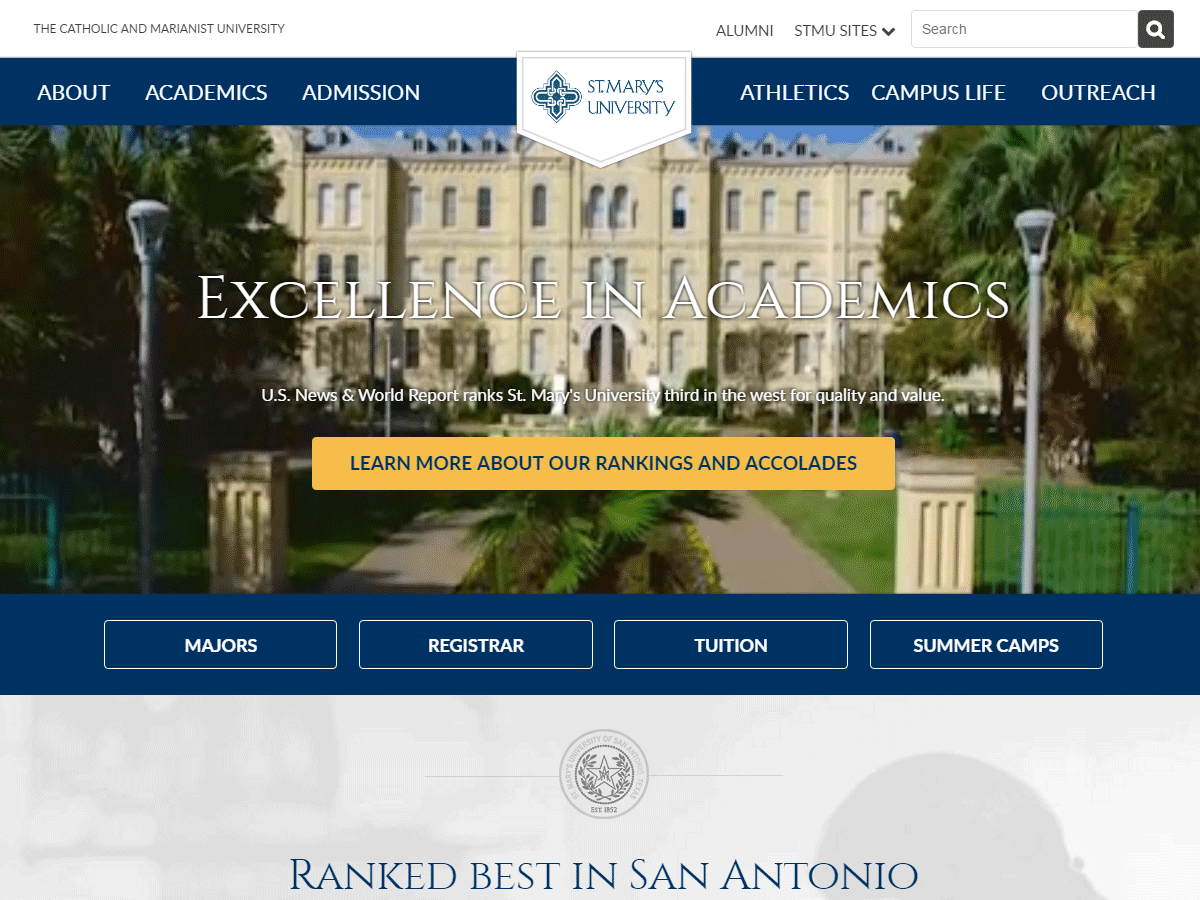 THE CATHOLIC AND MARIANIST UNIVERSITY
ALUMNI
STMU SITES
Search
ABOUT
ACADEMICS
ADMISSION
ST. MARY'S
UNIVERSITY
ATHLETICS
CAMPUS LIFE
OUTREACH
EXCELLENCE IN ACADEMICS
U.S. News & World Report ranks St. Mary's University third in the west for quality and value.
LEARN MORE ABOUT OUR RANKINGS AND ACCOLADES
MAJORS
REGISTRAR
TUITION
SUMMER CAMPS
ST. MARY'S UNIVERSITY OF SAN ANTONIO, TEXAS
EST. 1852
RANKED BEST IN SAN ANTONIO